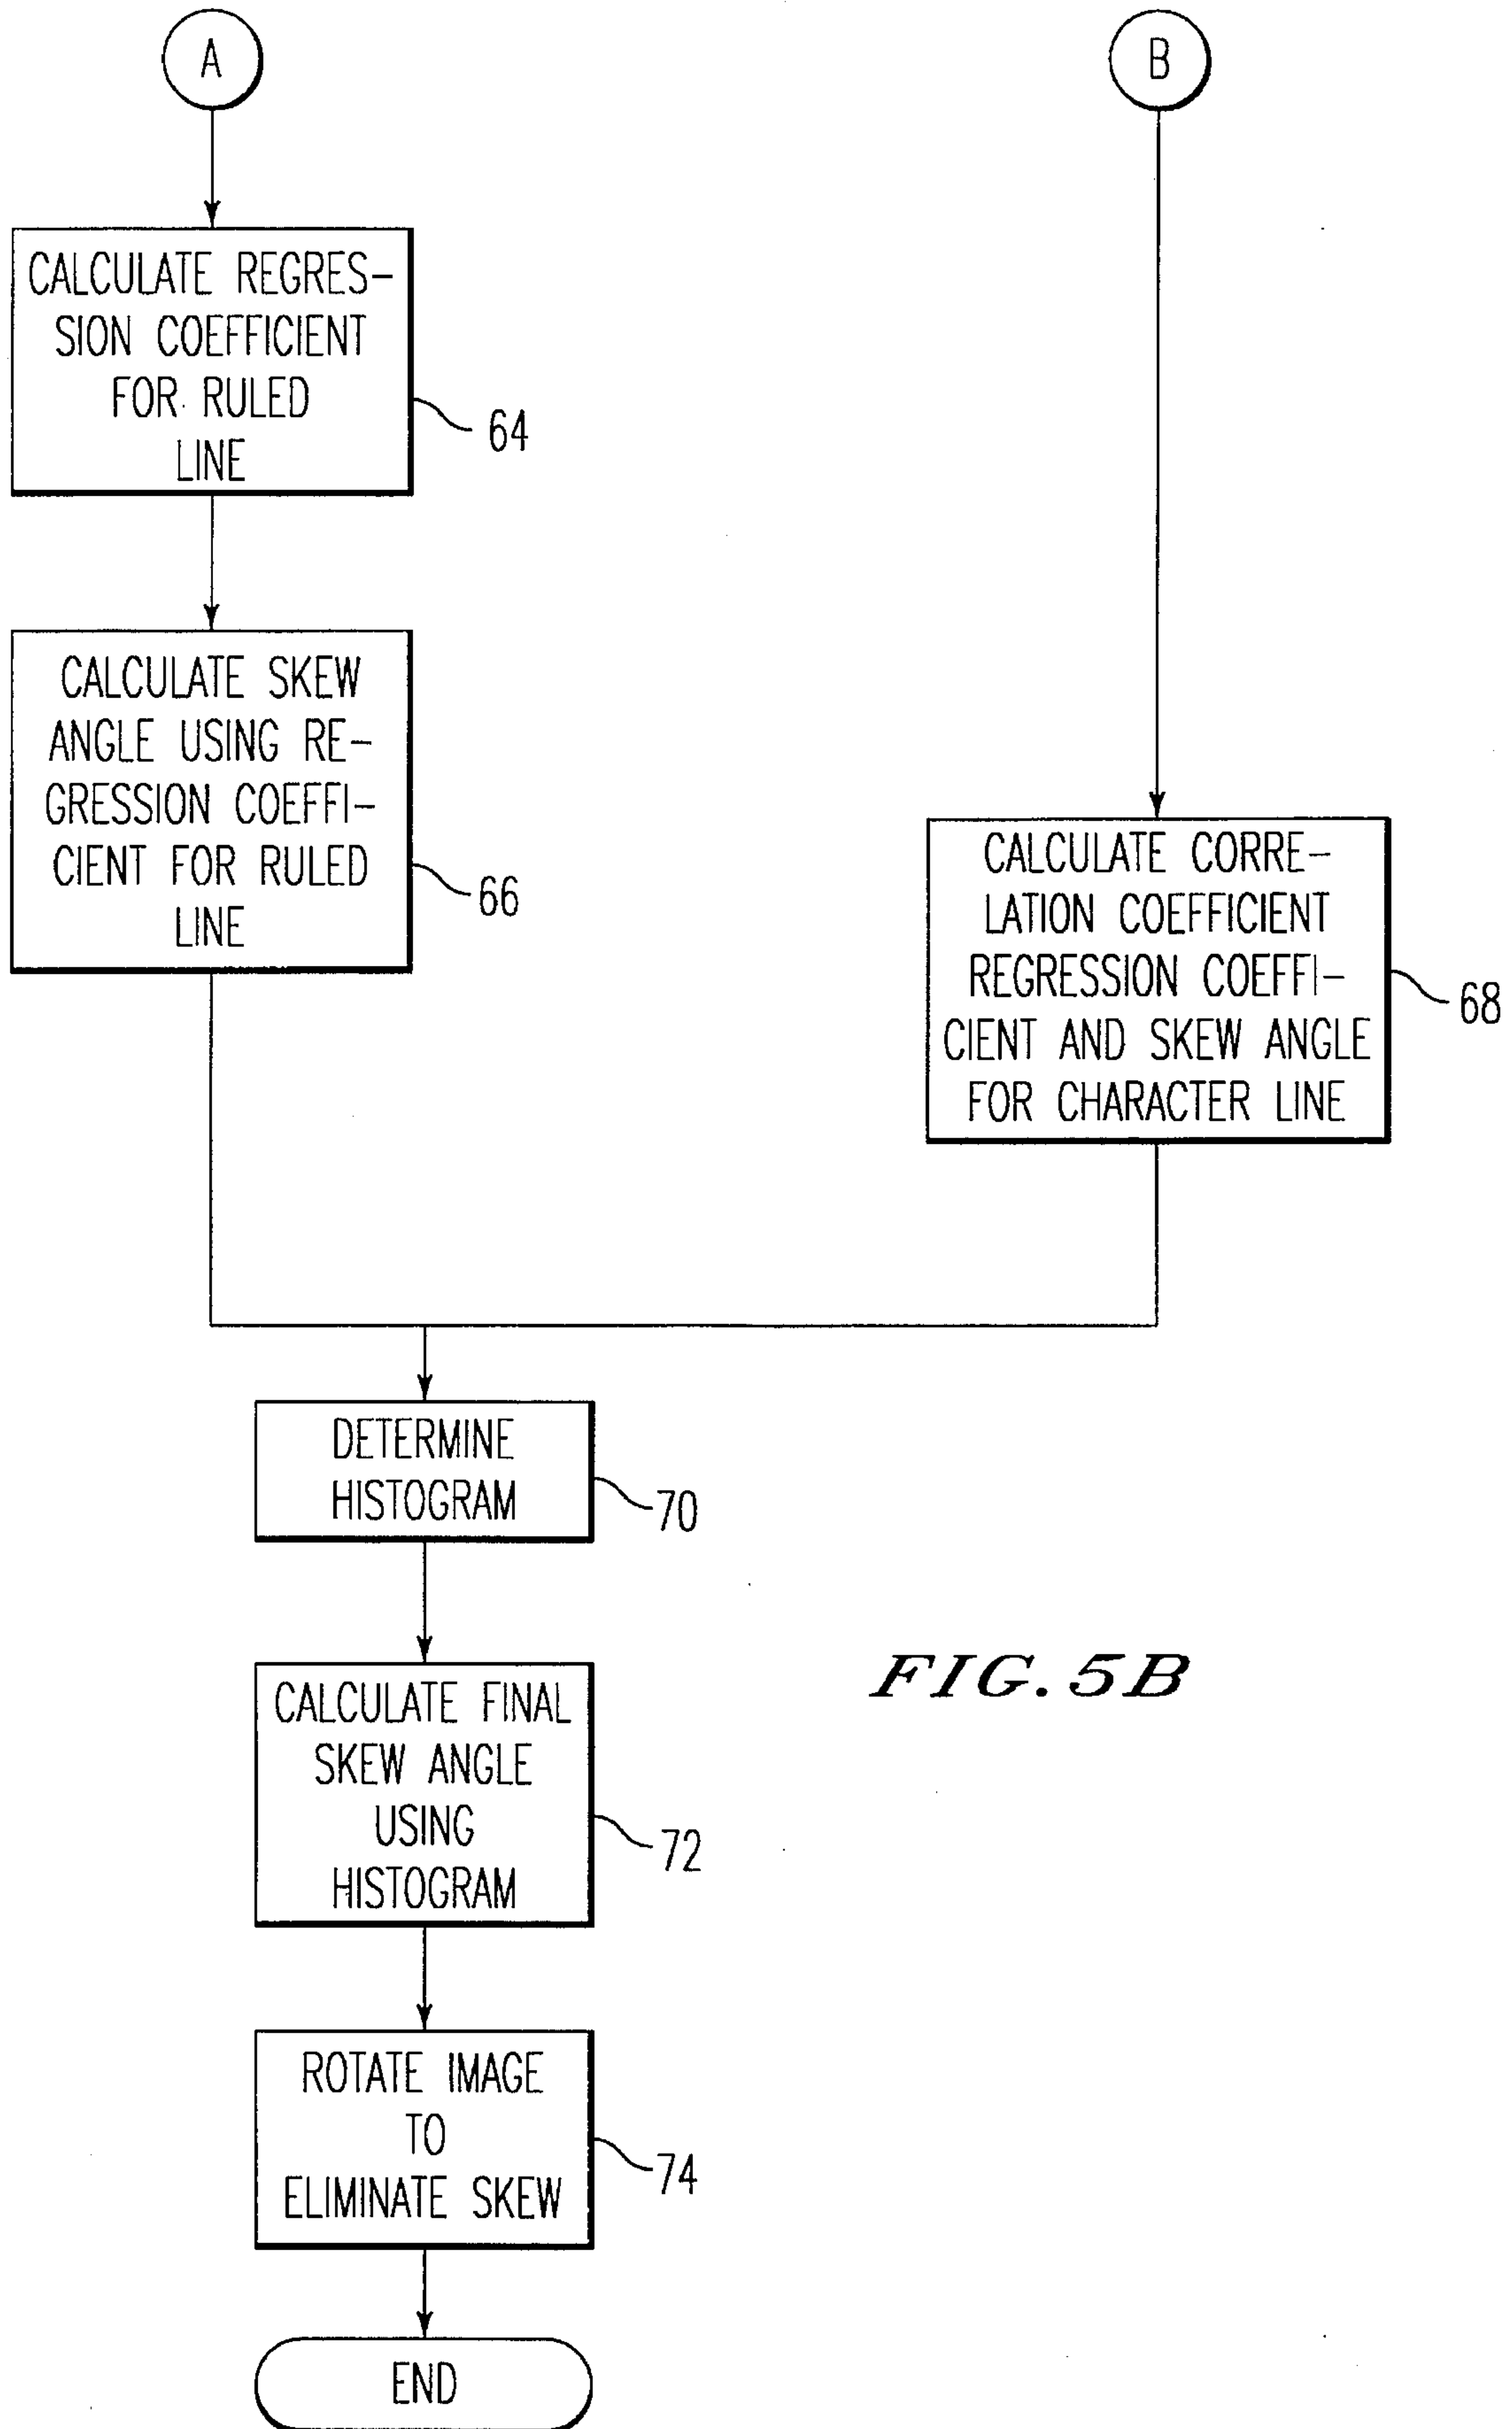 A
B
CALCULATE REGRES-
SION COEFFICIENT
FOR RULED
LINE
64
CALCULATE SKEW
ANGLE USING RE-
GRESSION COEFFI-
CIENT FOR RULED
LINE
66
CALCULATE CORRE-
LATION COEFFICIENT
REGRESSION COEFFI-
CIENT AND SKEW ANGLE
FOR CHARACTER LINE
68
DETERMINE
HISTOGRAM
70
CALCULATE FINAL
SKEW ANGLE
USING
HISTOGRAM
72
FIG. 5B
ROTATE IMAGE
TO
ELIMINATE SKEW
74
END